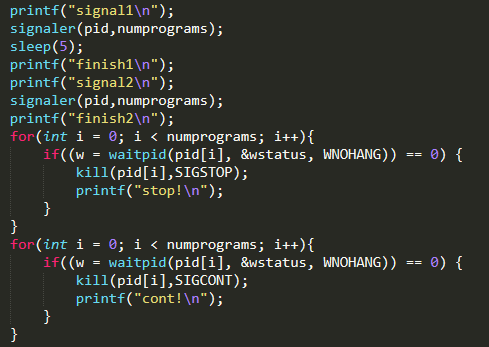 printf("signal1\n");
signaler(pid,numprograms);
sleep(5);
printf("finish1\n");
printf("signal2\n");
signaler(pid,numprograms);
printf("finish2\n");
for(int i = 0; i < numprograms; i++){
    if((w = waitpid(pid[i], &wstatus, WNOHANG)) == 0) {
        kill(pid[i],SIGSTOP);
        printf("stop!\n");
    }
}
for(int i = 0; i < numprograms; i++){
    if((w = waitpid(pid[i], &wstatus, WNOHANG)) == 0) {
        kill(pid[i],SIGCONT);
        printf("cont!\n");
    }
}